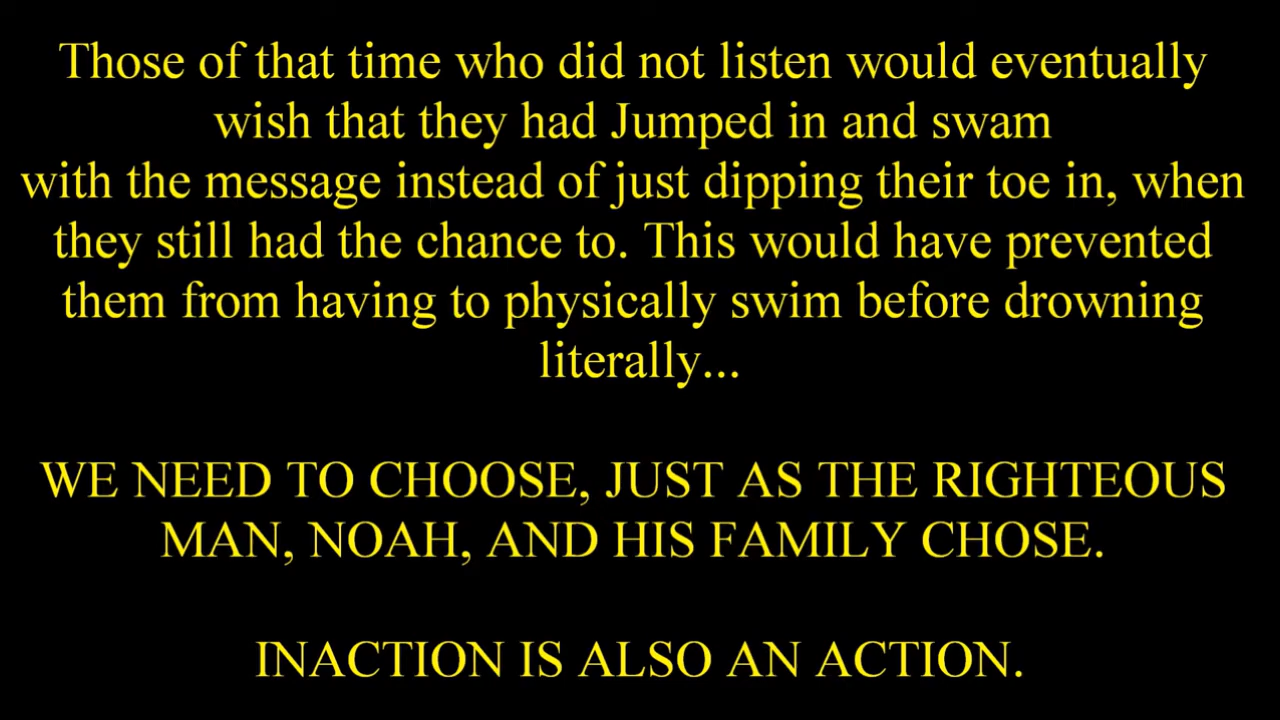 Those of that time who did not listen would eventually
wish that they had Jumped in and swam
with the message instead of just dipping their toe in, when
they still had the chance to. This would have prevented
them from having to physically swim before drowning
literally...
WE NEED TO CHOOSE, JUST AS THE RIGHTEOUS
MAN, NOAH, AND HIS FAMILY CHOSE.
INACTION IS ALSO AN ACTION.